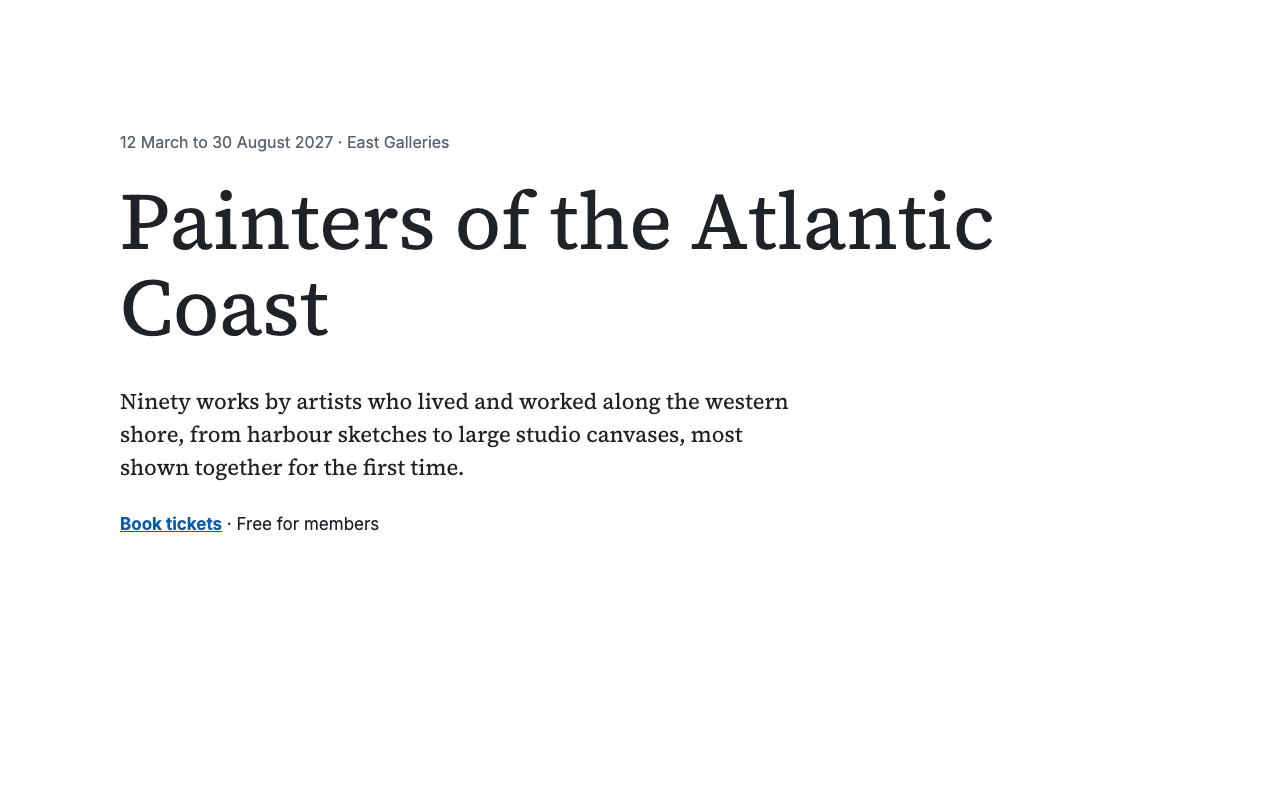 12 March to 30 August 2027 · East Galleries
Painters of the Atlantic
Coast
Ninety works by artists who lived and worked along the western
shore, from harbour sketches to large studio canvases, most
shown together for the first time.
Book tickets · Free for members